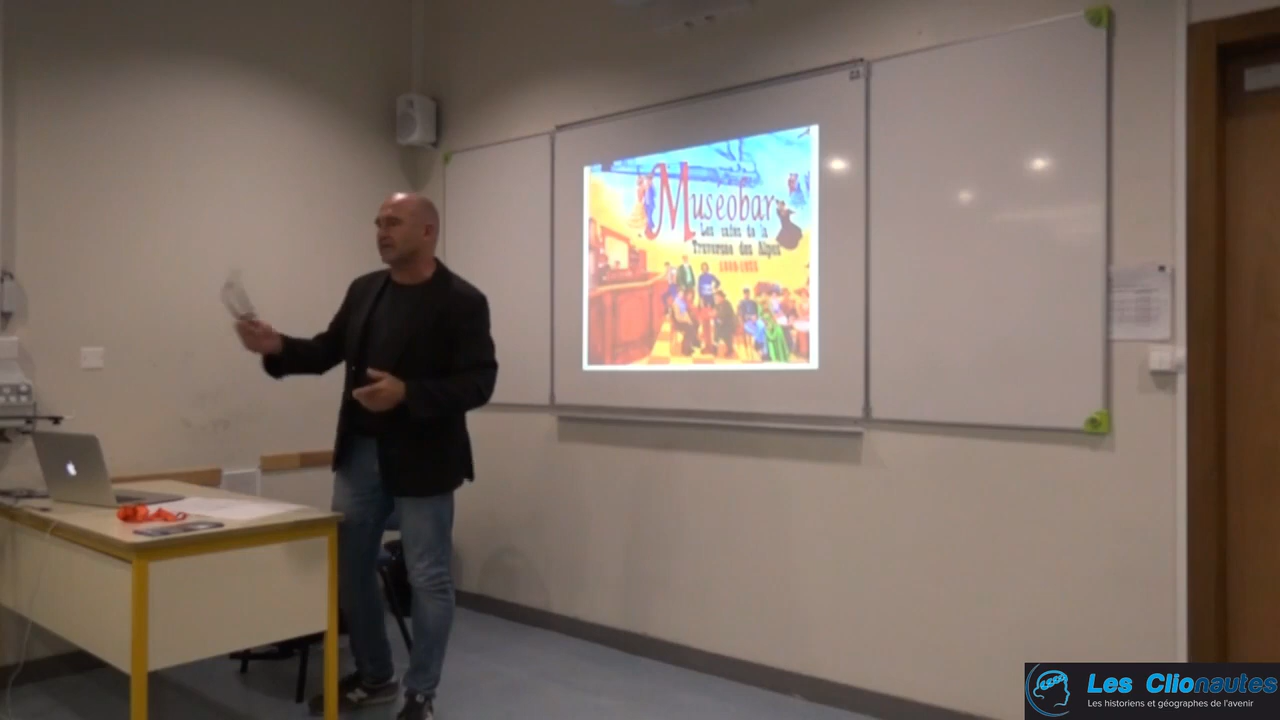 Museobar
Les cafés de la
Traversée des Alpes
Les Clionautes
Les historiens et géographes de l'avenir